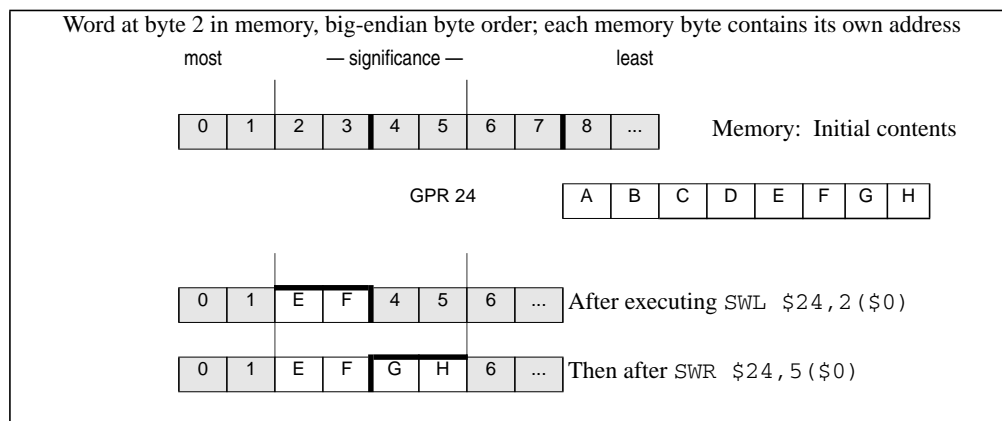 Word at byte 2 in memory, big-endian byte order; each memory byte contains its own address
most — significance — least
0 1 2 3 4 5 6 7 8 ... Memory: Initial contents
GPR 24 A B C D E F G H
0 1 E F 4 5 6 ... After executing SWL $24,2($0)
0 1 E F G H 6 ... Then after SWR $24,5($0)